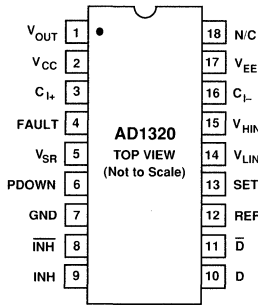 VOUT 1 18 N/C
VCC 2 17 VEE
CI+ 3 16 CI–
FAULT 4 15 VHIN
AD1320
VSR 5 TOP VIEW 14 VLIN
(Not to Scale)
PDOWN 6 13 SET
GND 7 12 REF
I̅N̅H̅ 8 11 D̅
INH 9 10 D